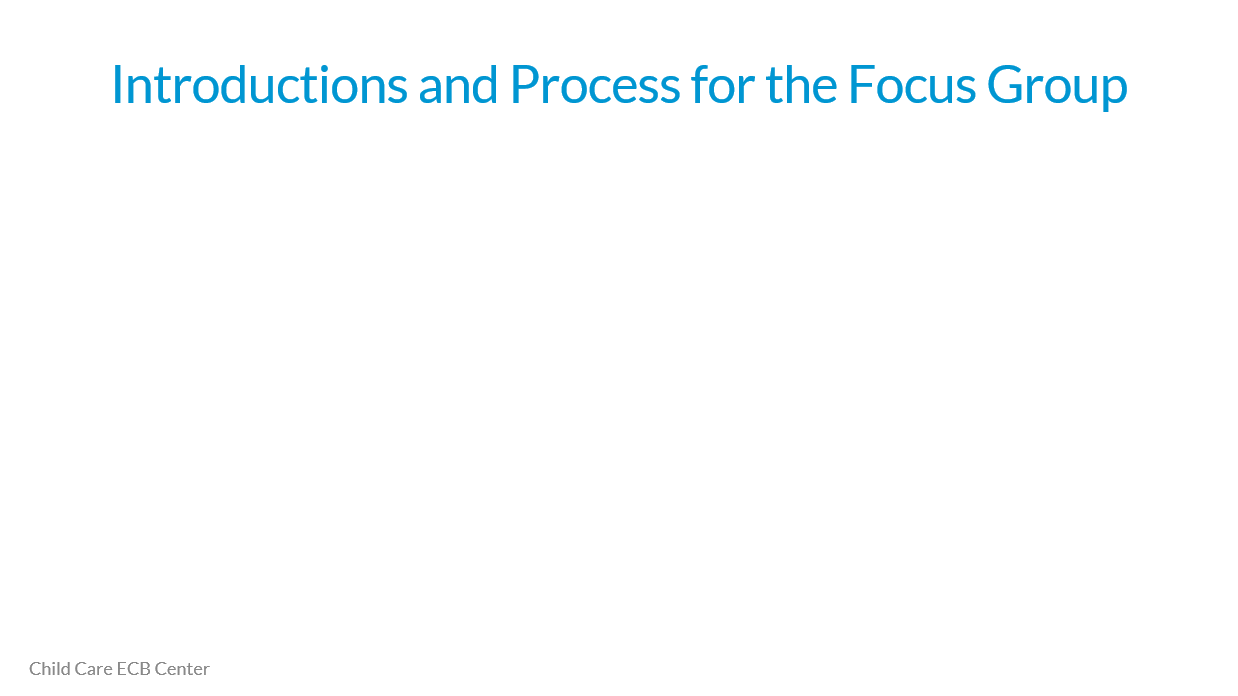 Introductions and Process for the Focus Group
Child Care ECB Center